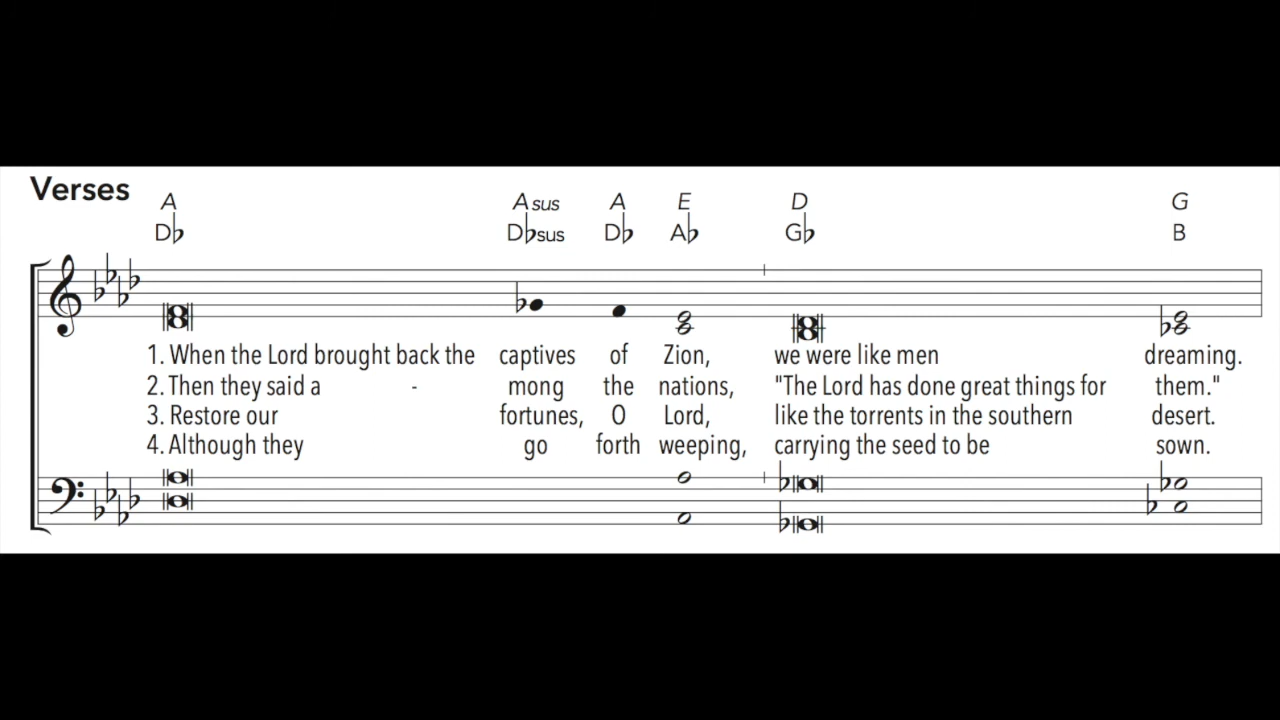 Verses
A A sus A E D G
D♭ D♭sus D♭ A♭ G♭ B
1. When the Lord brought back the captives of Zion, we were like men dreaming.
2. Then they said a - mong the nations, "The Lord has done great things for them."
3. Restore our fortunes, O Lord, like the torrents in the southern desert.
4. Although they go forth weeping, carrying the seed to be sown.